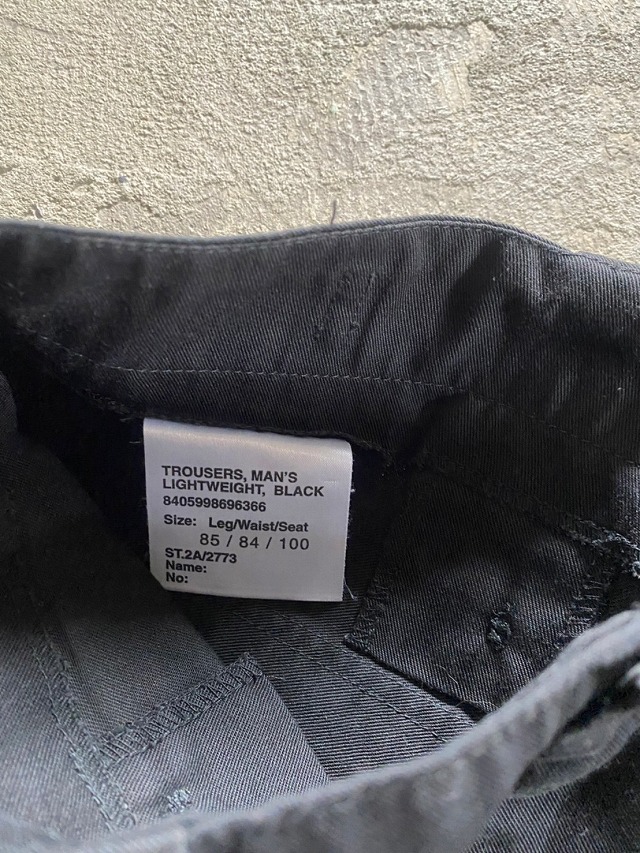 TROUSERS, MAN'S
LIGHTWEIGHT, BLACK
8405998696366
Size: Leg/Waist/Seat
85 / 84 / 100
ST.2A/2773
Name:
No: